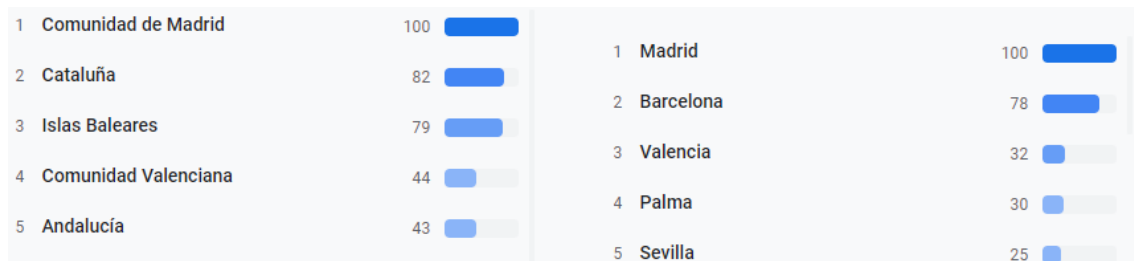 1 Comunidad de Madrid 100
2 Cataluña 82
3 Islas Baleares 79
4 Comunidad Valenciana 44
5 Andalucía 43
1 Madrid 100
2 Barcelona 78
3 Valencia 32
4 Palma 30
5 Sevilla 25